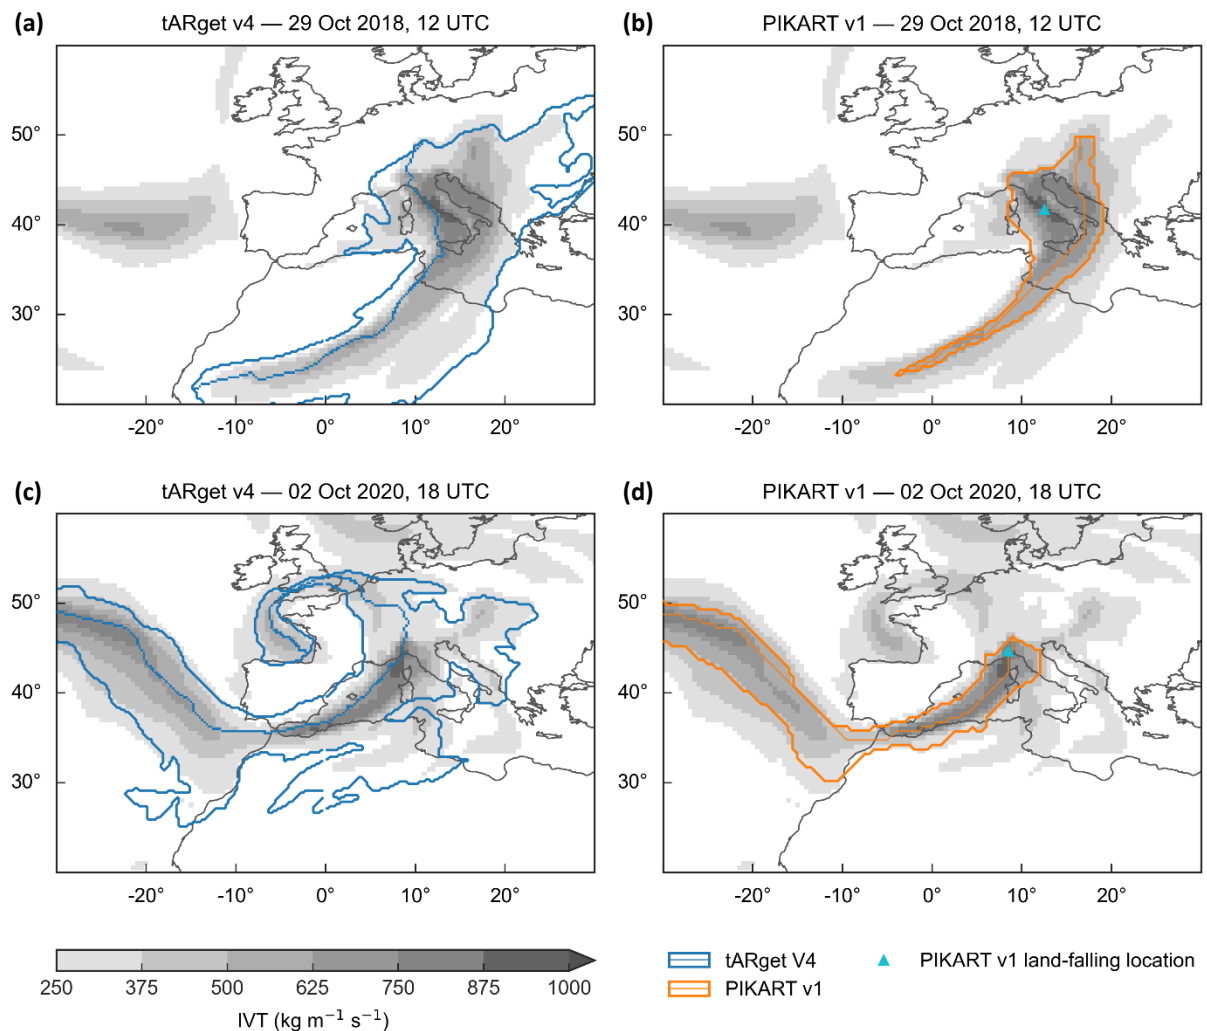 (a) tARget v4 — 29 Oct 2018, 12 UTC
50°
40°
30°
-20° -10° 0° 10° 20°
(b) PIKART v1 — 29 Oct 2018, 12 UTC
50°
40°
30°
-20° -10° 0° 10° 20°
(c) tARget v4 — 02 Oct 2020, 18 UTC
50°
40°
30°
-20° -10° 0° 10° 20°
(d) PIKART v1 — 02 Oct 2020, 18 UTC
50°
40°
30°
-20° -10° 0° 10° 20°
250 375 500 625 750 875 1000
IVT (kg m⁻¹ s⁻¹)
tARget V4
PIKART v1
PIKART v1 land-falling location